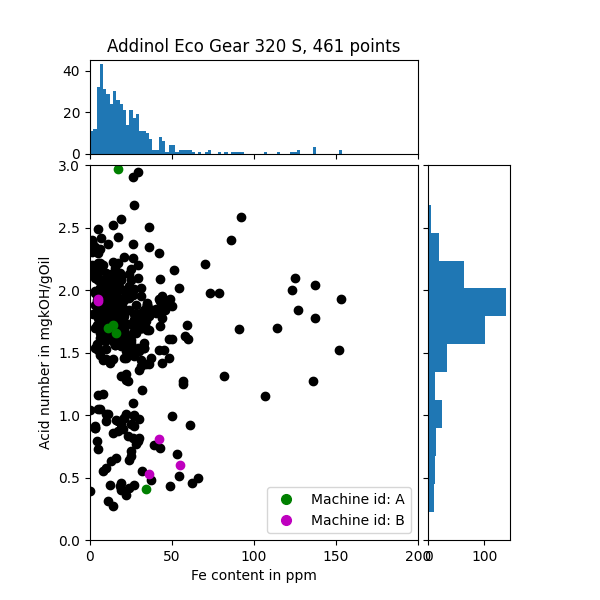 Addinol Eco Gear 320 S, 461 points
40
20
0
3.0
2.5
2.0
1.5
1.0
0.5
0.0
Acid number in mgkOH/gOil
Machine id: A
Machine id: B
0 50 100 150 200
0 100
Fe content in ppm